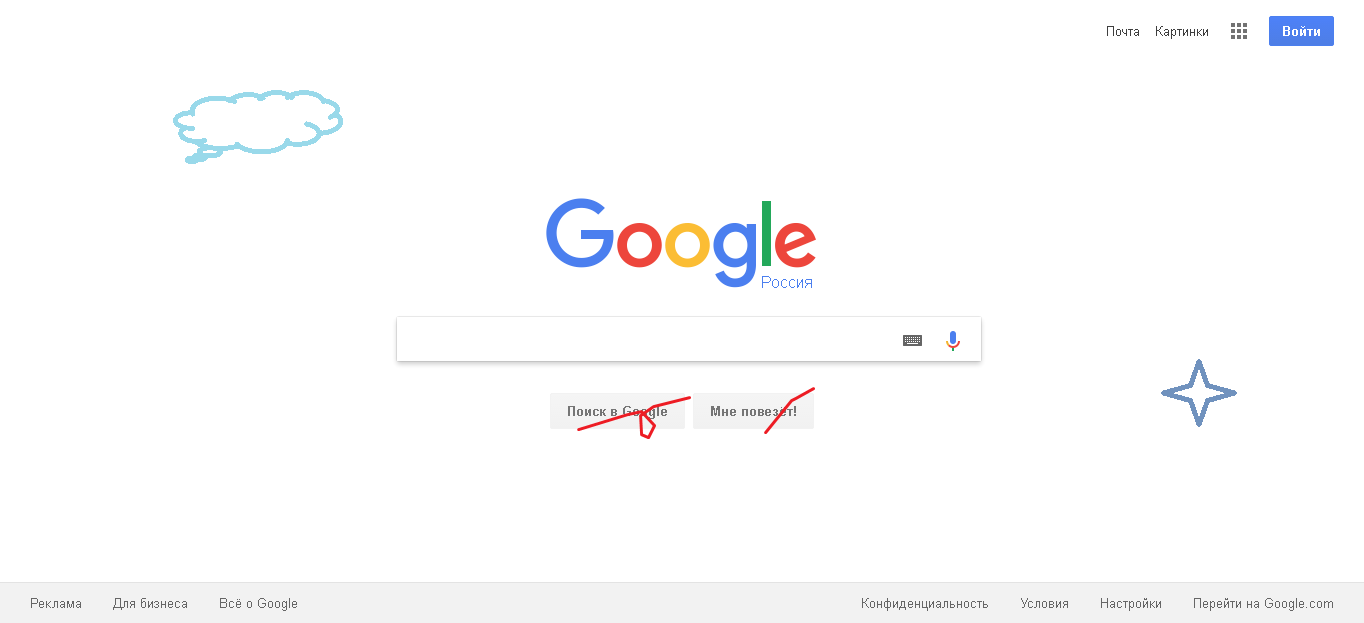 Почта Картинки Войти
Google
Россия
Поиск в Google Мне повезёт!
Реклама Для бизнеса Всё о Google Конфиденциальность Условия Настройки Перейти на Google.com